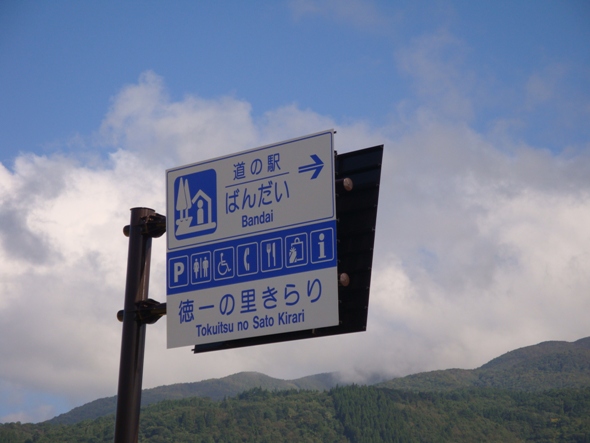 道の駅
ばんだい
Bandai
P
i
徳一の里きらり
Tokuitsu no Sato Kirari